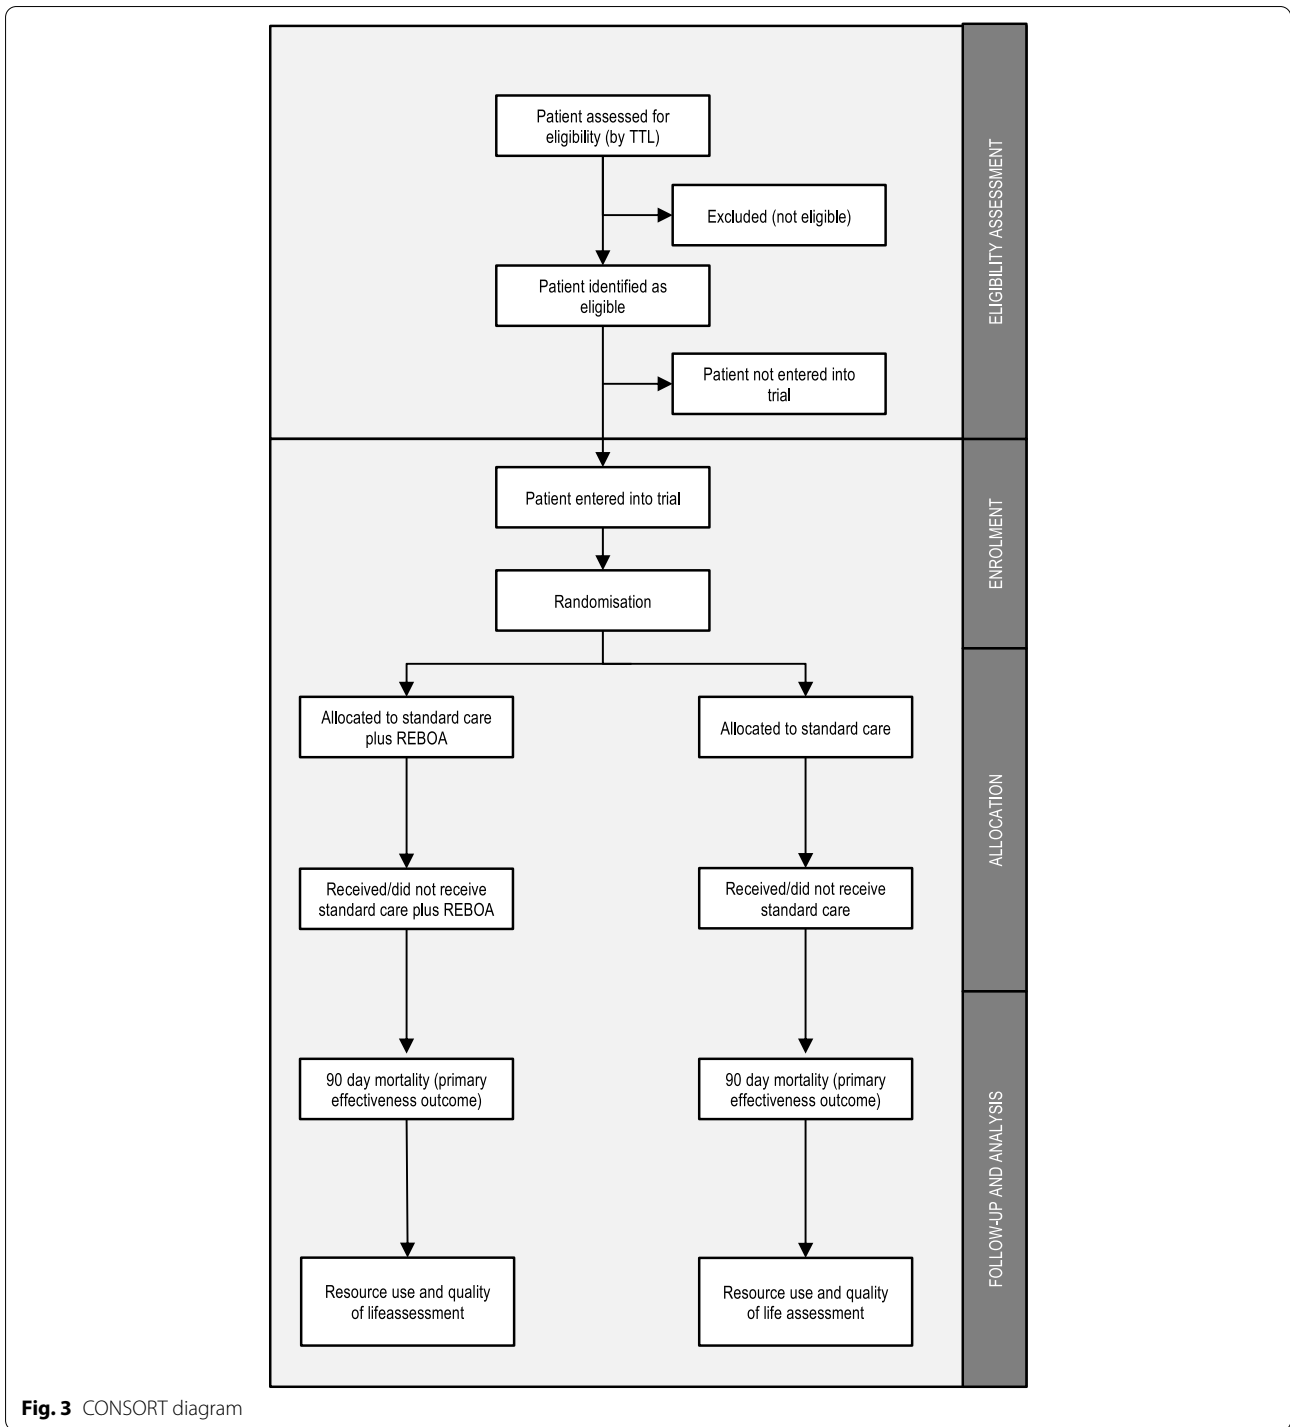 Patient assessed for
eligibility (by TTL)
Excluded (not eligible)
Patient identified as
eligible
Patient not entered into
trial
ELIGIBILITY ASSESSMENT
Patient entered into trial
Randomisation
ENROLMENT
Allocated to standard care
plus REBOA
Allocated to standard care
Received/did not receive
standard care plus REBOA
Received/did not receive
standard care
ALLOCATION
90 day mortality (primary
effectiveness outcome)
90 day mortality (primary
effectiveness outcome)
Resource use and quality
of lifeassessment
Resource use and quality
of life assessment
FOLLOW-UP AND ANALYSIS
Fig. 3 CONSORT diagram